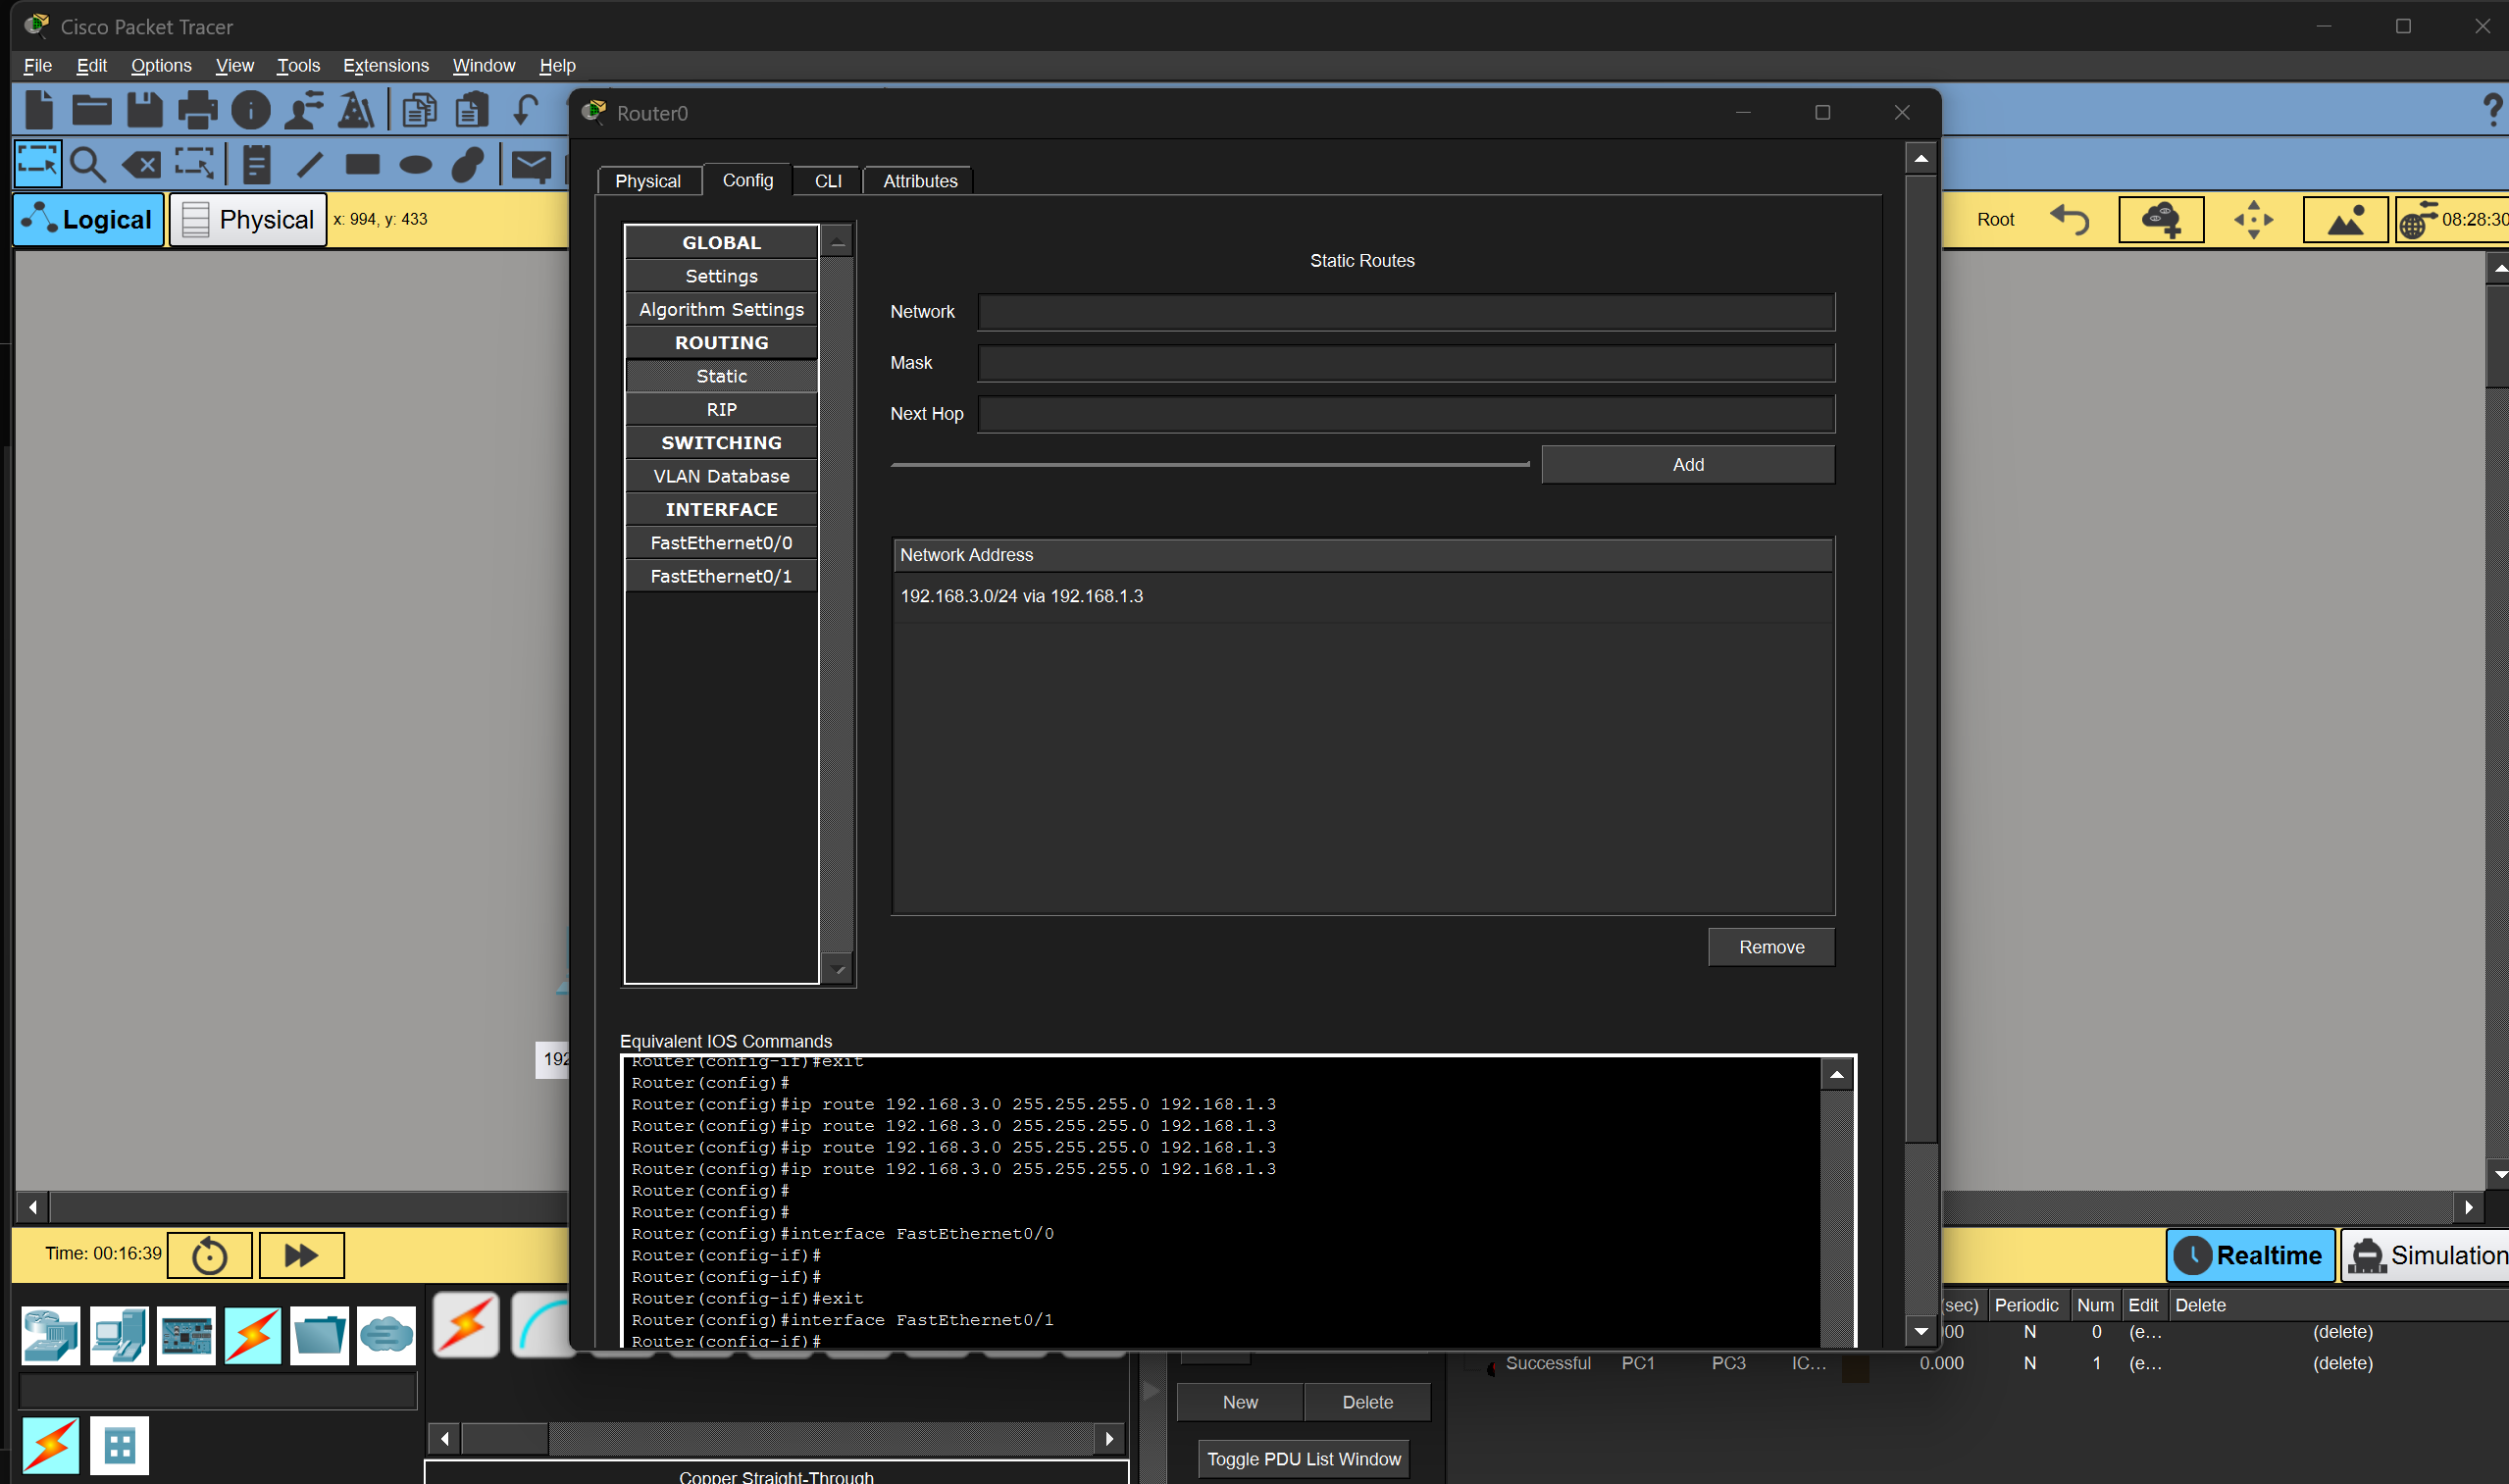 Cisco Packet Tracer
File Edit Options View Tools Extensions Window Help
Router0
Physical Config CLI Attributes
Logical Physical x: 994, y: 433
Root 08:28:30
GLOBAL
Settings
Algorithm Settings
ROUTING
Static
RIP
SWITCHING
VLAN Database
INTERFACE
FastEthernet0/0
FastEthernet0/1
Static Routes
Network
Mask
Next Hop
Add
Network Address
192.168.3.0/24 via 192.168.1.3
Remove
192
Equivalent IOS Commands
Router(config-if)#exit
Router(config)#
Router(config)#ip route 192.168.3.0 255.255.255.0 192.168.1.3
Router(config)#ip route 192.168.3.0 255.255.255.0 192.168.1.3
Router(config)#ip route 192.168.3.0 255.255.255.0 192.168.1.3
Router(config)#ip route 192.168.3.0 255.255.255.0 192.168.1.3
Router(config)#
Router(config)#
Router(config)#interface FastEthernet0/0
Router(config-if)#
Router(config-if)#
Router(config-if)#exit
Router(config)#interface FastEthernet0/1
Router(config-if)#
Time: 00:16:39
Realtime Simulation
(sec) Periodic Num Edit Delete
00 N 0 (e... (delete)
Successful PC1 PC3 IC... 0.000 N 1 (e... (delete)
New Delete
Toggle PDU List Window
Copper Straight-Through